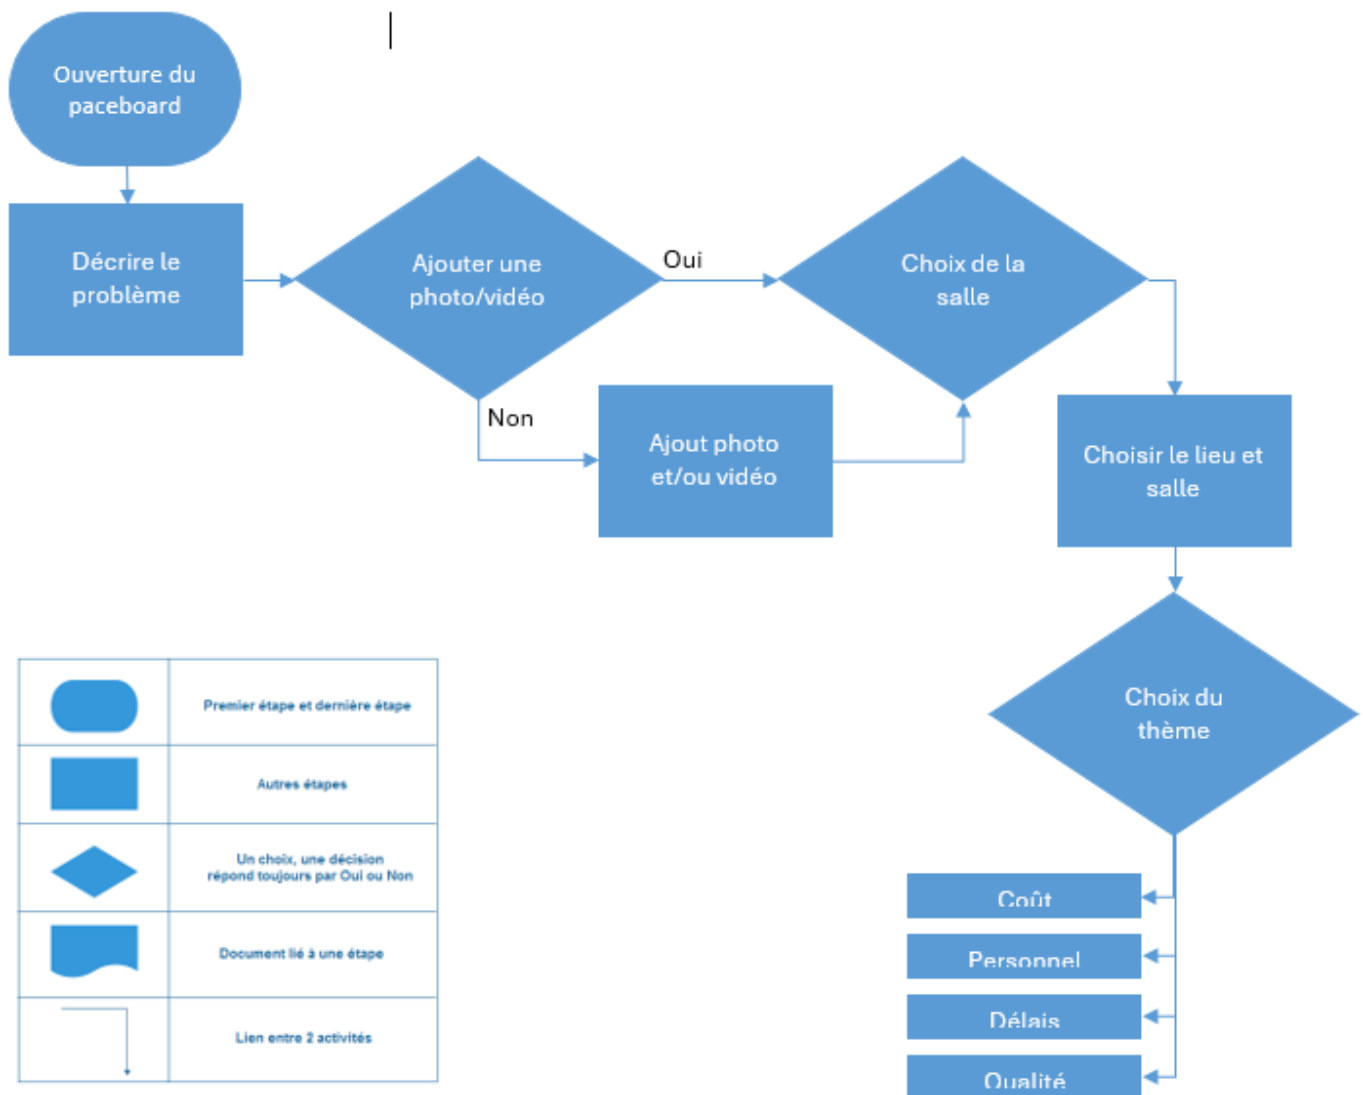 Ouverture du
paceboard
Décrire le
problème
Ajouter une
photo/vidéo
Oui
Non
Ajout photo
et/ou vidéo
Choix de la
salle
Choisir le lieu et
salle
Choix du
thème
Coût
Personnel
Délais
Qualité
Premier étape et dernière étape
Autres étapes
Un choix, une décision
répond toujours par Oui ou Non
Document lié à une étape
Lien entre 2 activités